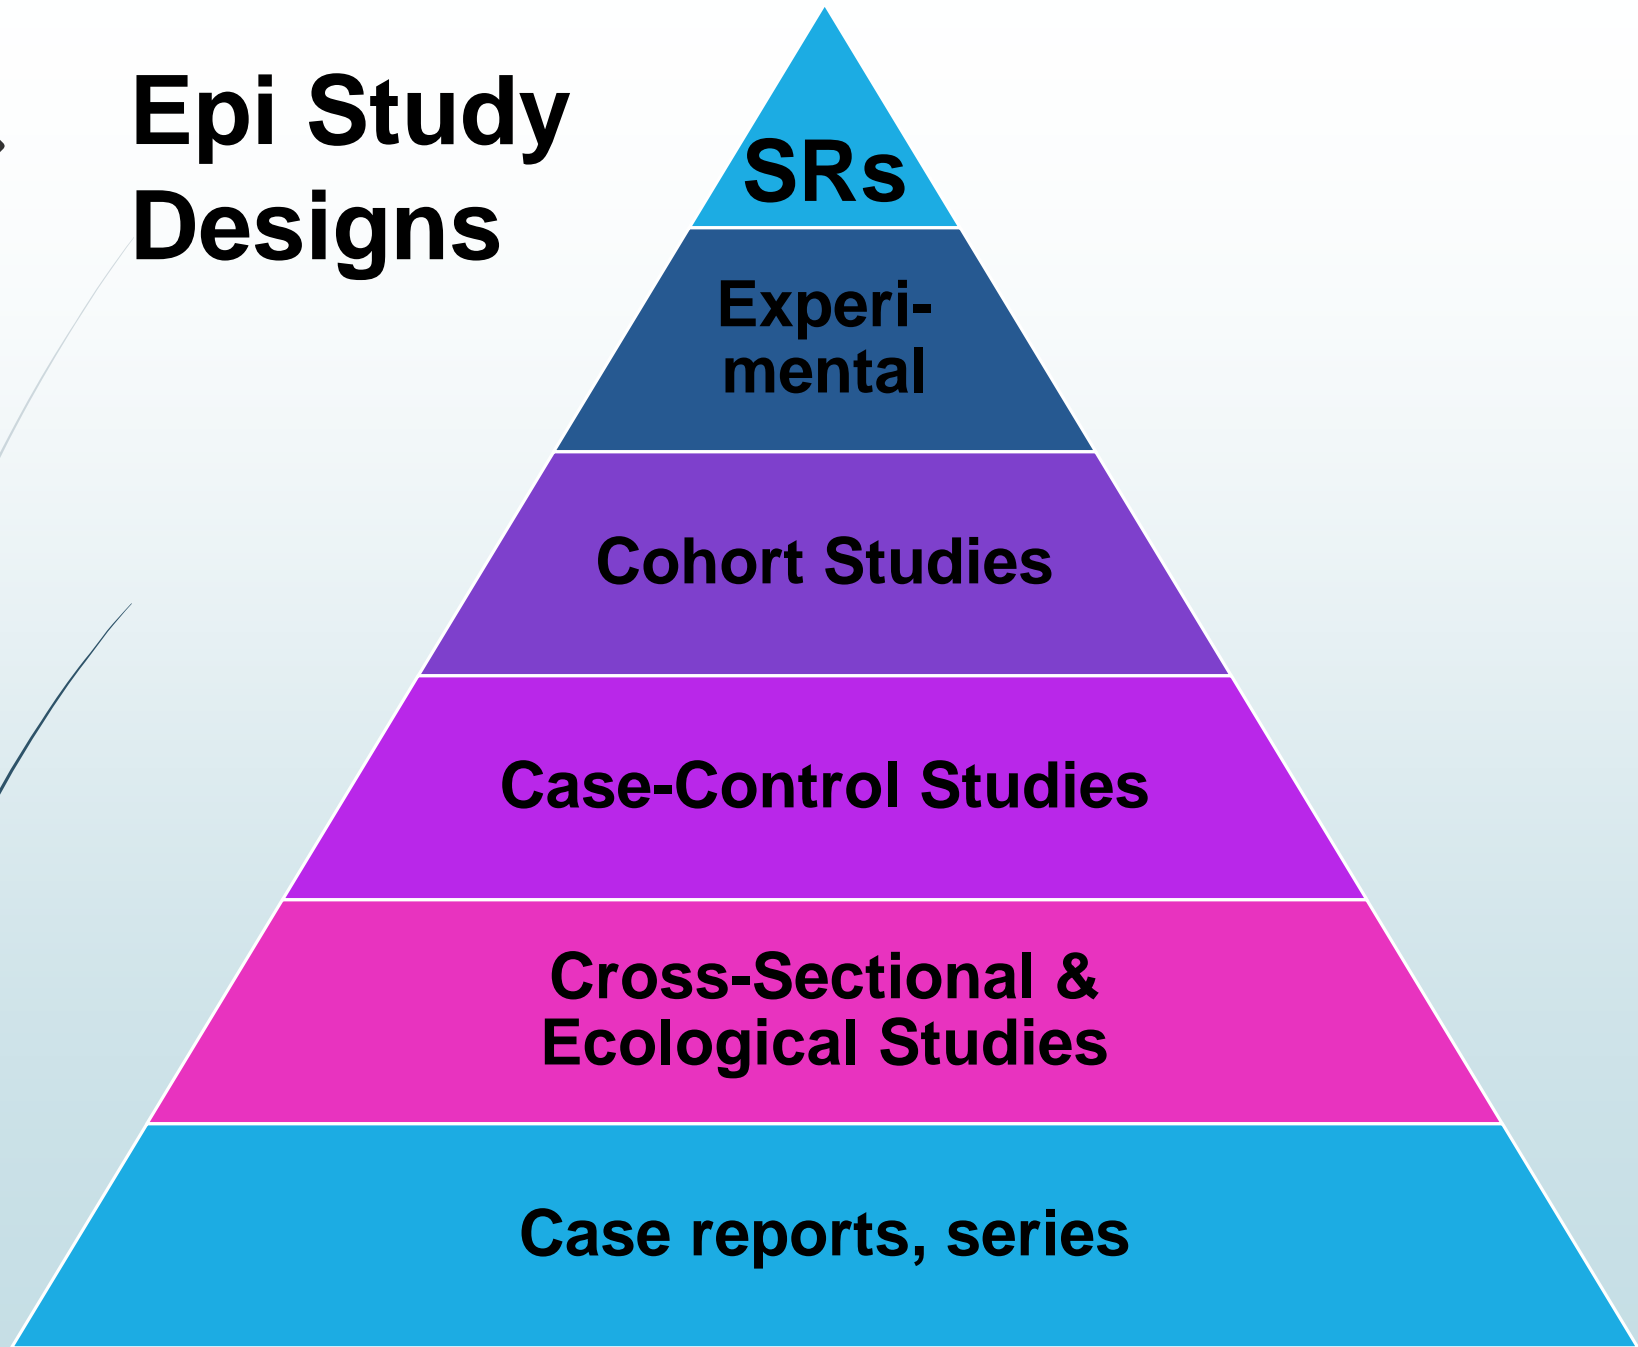 Epi Study
Designs
SRs
Experi-
mental
Cohort Studies
Case-Control Studies
Cross-Sectional &
Ecological Studies
Case reports, series